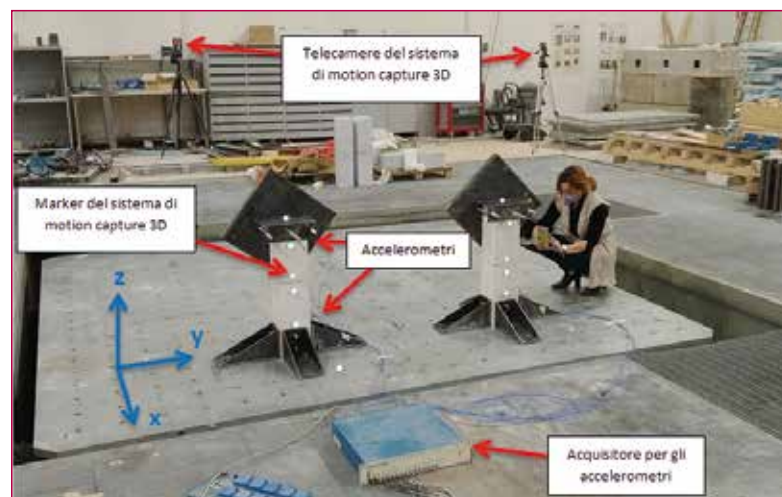 Telecamere del sistema
di motion capture 3D
Marker del sistema di
motion capture 3D
Accelerometri
z
y
x
Acquisitore per gli
accelerometri